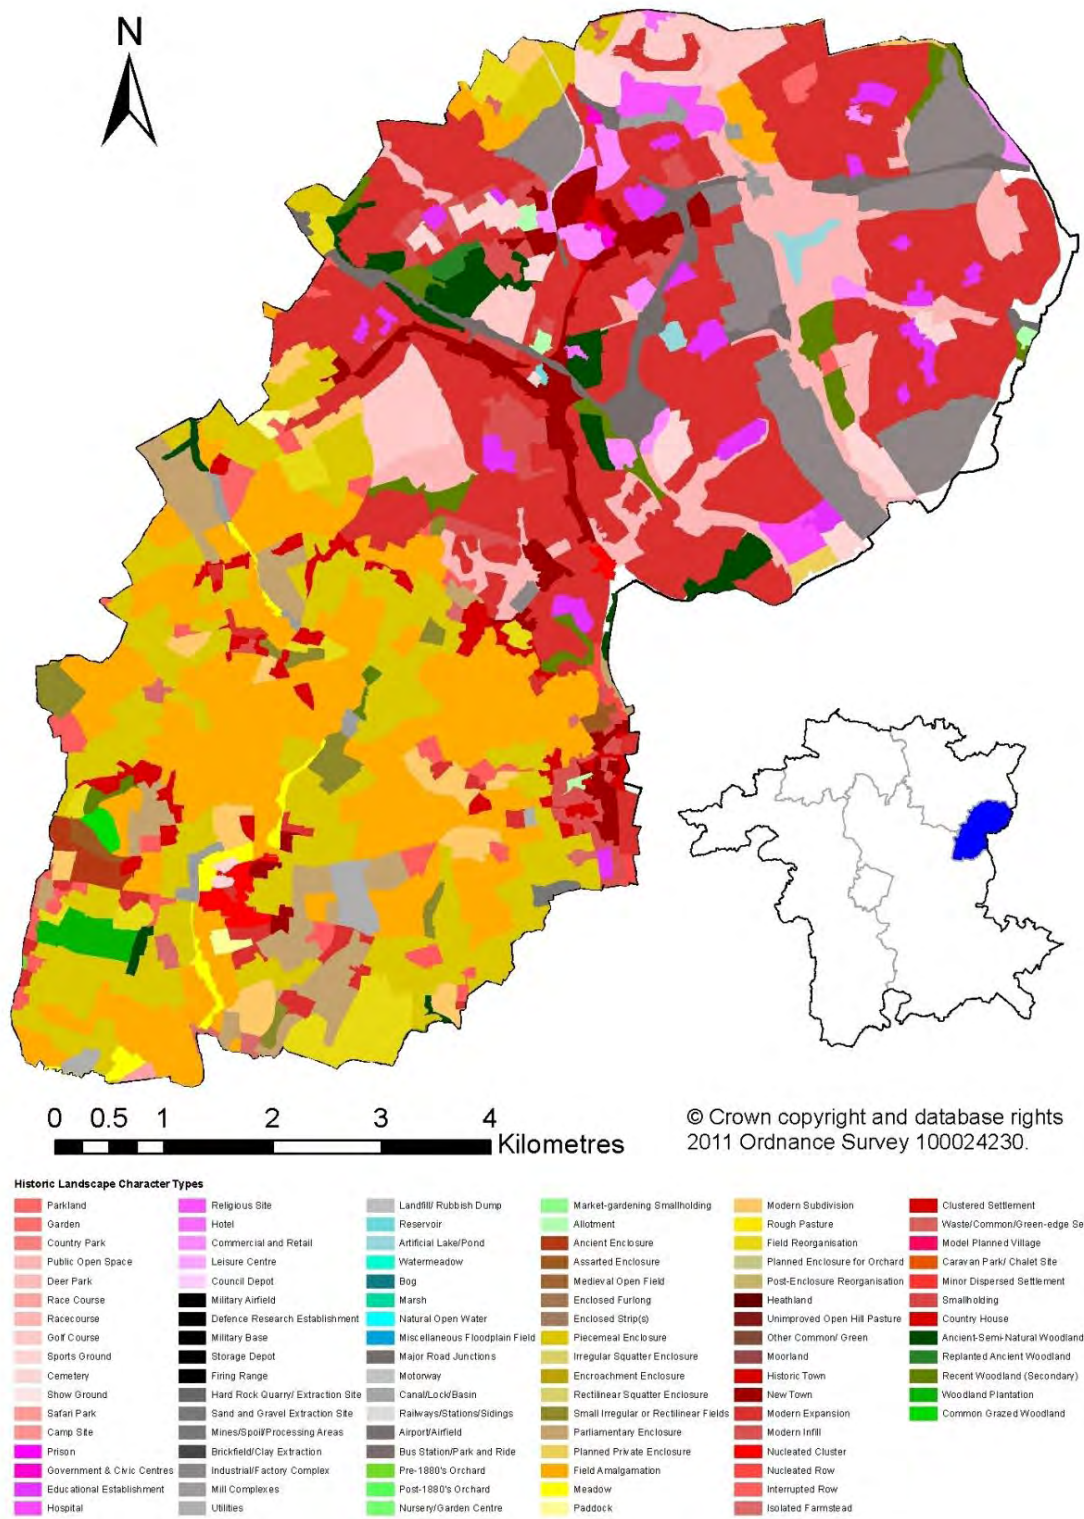 N
0 0.5 1 2 3 4
Kilometres
© Crown copyright and database rights
2011 Ordnance Survey 100024230.
Historic Landscape Character Types
Parkland
Garden
Country Park
Public Open Space
Deer Park
Race Course
Racecourse
Golf Course
Sports Ground
Cemetery
Show Ground
Safari Park
Camp Site
Prison
Government & Civic Centres
Educational Establishment
Hospital
Religious Site
Hotel
Commercial and Retail
Leisure Centre
Council Depot
Military Airfield
Defence Research Establishment
Military Base
Storage Depot
Firing Range
Hard Rock Quarry/ Extraction Site
Sand and Gravel Extraction Site
Mines/Spoil/Processing Areas
Brickfield/Clay Extraction
Industrial/Factory Complex
Mill Complexes
Utilities
Landfill/ Rubbish Dump
Reservoir
Artificial Lake/Pond
Watermeadow
Bog
Marsh
Natural Open Water
Miscellaneous Floodplain Field
Major Road Junctions
Motorway
Canal/Lock/Basin
Railways/Stations/Sidings
Airport/Airfield
Bus Station/Park and Ride
Pre-1880's Orchard
Post-1880's Orchard
Nursery/Garden Centre
Market-gardening Smallholding
Allotment
Ancient Enclosure
Assarted Enclosure
Medieval Open Field
Enclosed Furlong
Enclosed Strip(s)
Piecemeal Enclosure
Irregular Squatter Enclosure
Encroachment Enclosure
Rectilinear Squatter Enclosure
Small Irregular or Rectilinear Fields
Parliamentary Enclosure
Planned Private Enclosure
Field Amalgamation
Meadow
Paddock
Modern Subdivision
Rough Pasture
Field Reorganisation
Planned Enclosure for Orchard
Post-Enclosure Reorganisation
Heathland
Unimproved Open Hill Pasture
Other Common/ Green
Moorland
Historic Town
New Town
Modern Expansion
Modern Infill
Nucleated Cluster
Nucleated Row
Interrupted Row
Isolated Farmstead
Clustered Settlement
Waste/Common/Green-edge Se
Model Planned Village
Caravan Park/ Chalet Site
Minor Dispersed Settlement
Smallholding
Country House
Ancient-Semi-Natural Woodland
Replanted Ancient Woodland
Recent Woodland (Secondary)
Woodland Plantation
Common Grazed Woodland